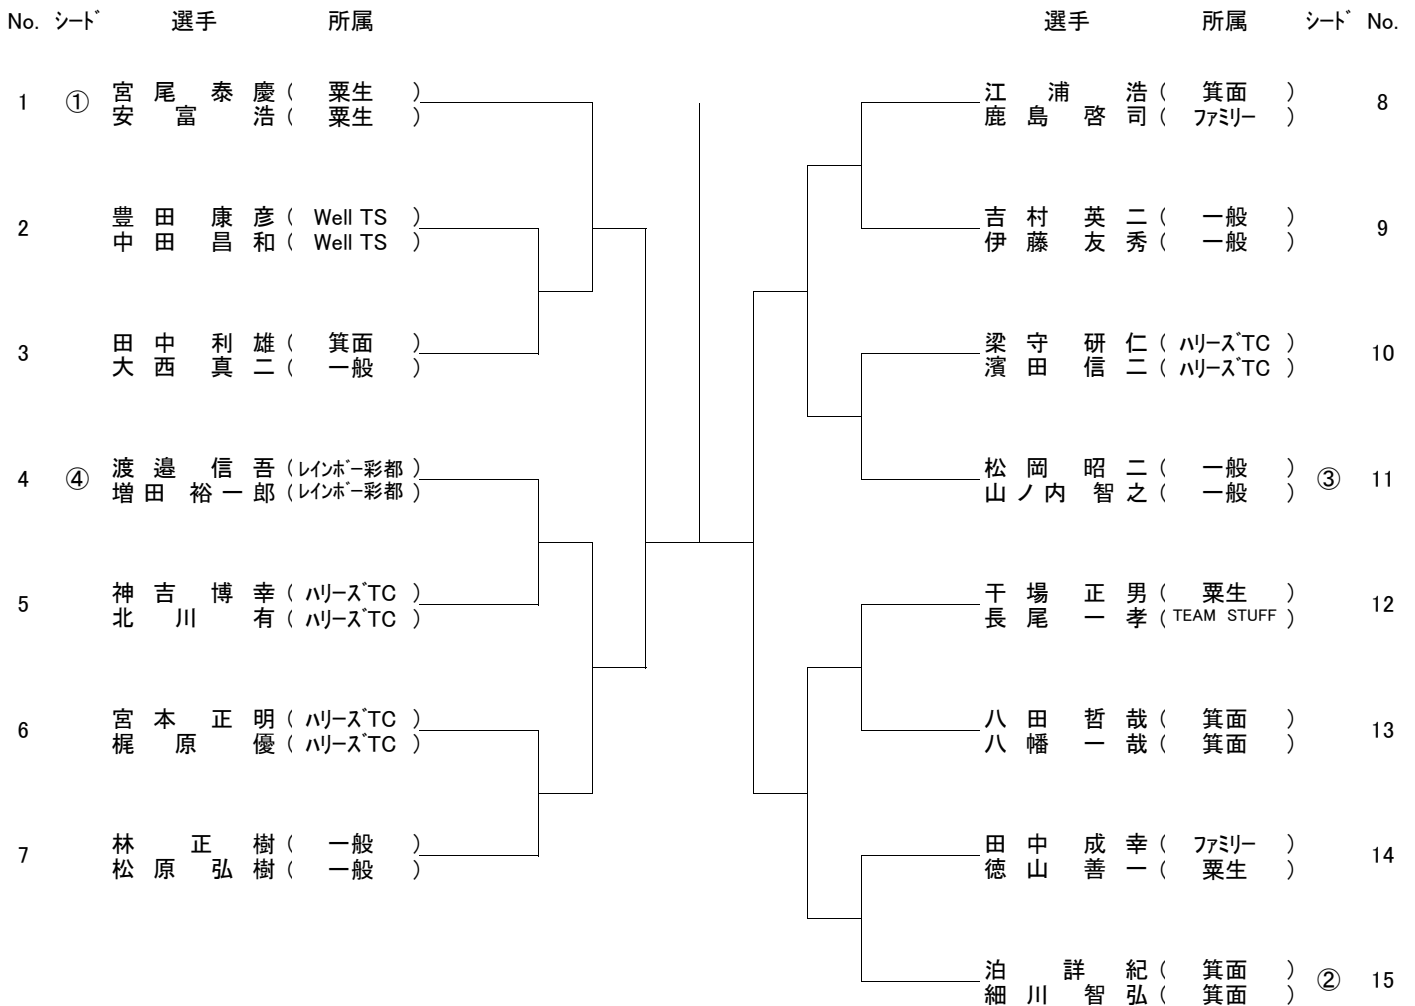 No. シード 選手 所属 選手 所属 シード No.
1 ① 宮尾 泰慶 ( 粟生 )
安富 浩 ( 粟生 )
2 豊田 康彦 ( Well TS )
中田 昌和 ( Well TS )
3 田中 利雄 ( 箕面 )
大西 真二 ( 一般 )
4 ④ 渡邉 信吾 ( レインボー彩都 )
増田 裕一郎 ( レインボー彩都 )
5 神吉 博幸 ( ハリーズTC )
北川 有 ( ハリーズTC )
6 宮本 正明 ( ハリーズTC )
梶原 優 ( ハリーズTC )
7 林 正樹 ( 一般 )
松原 弘樹 ( 一般 )
江浦 浩 ( 箕面 ) 8
鹿島 啓司 ( ファミリー )
吉村 英二 ( 一般 ) 9
伊藤 友秀 ( 一般 )
梁守 研仁 ( ハリーズTC ) 10
濱田 信二 ( ハリーズTC )
松岡 昭二 ( 一般 ) ③ 11
山ノ内 智之 ( 一般 )
干場 正男 ( 粟生 ) 12
長尾 一孝 ( TEAM STUFF )
八田 哲哉 ( 箕面 ) 13
八幡 一哉 ( 箕面 )
田中 成幸 ( ファミリー ) 14
徳山 善一 ( 粟生 )
泊 詳紀 ( 箕面 ) ② 15
細川 智弘 ( 箕面 )